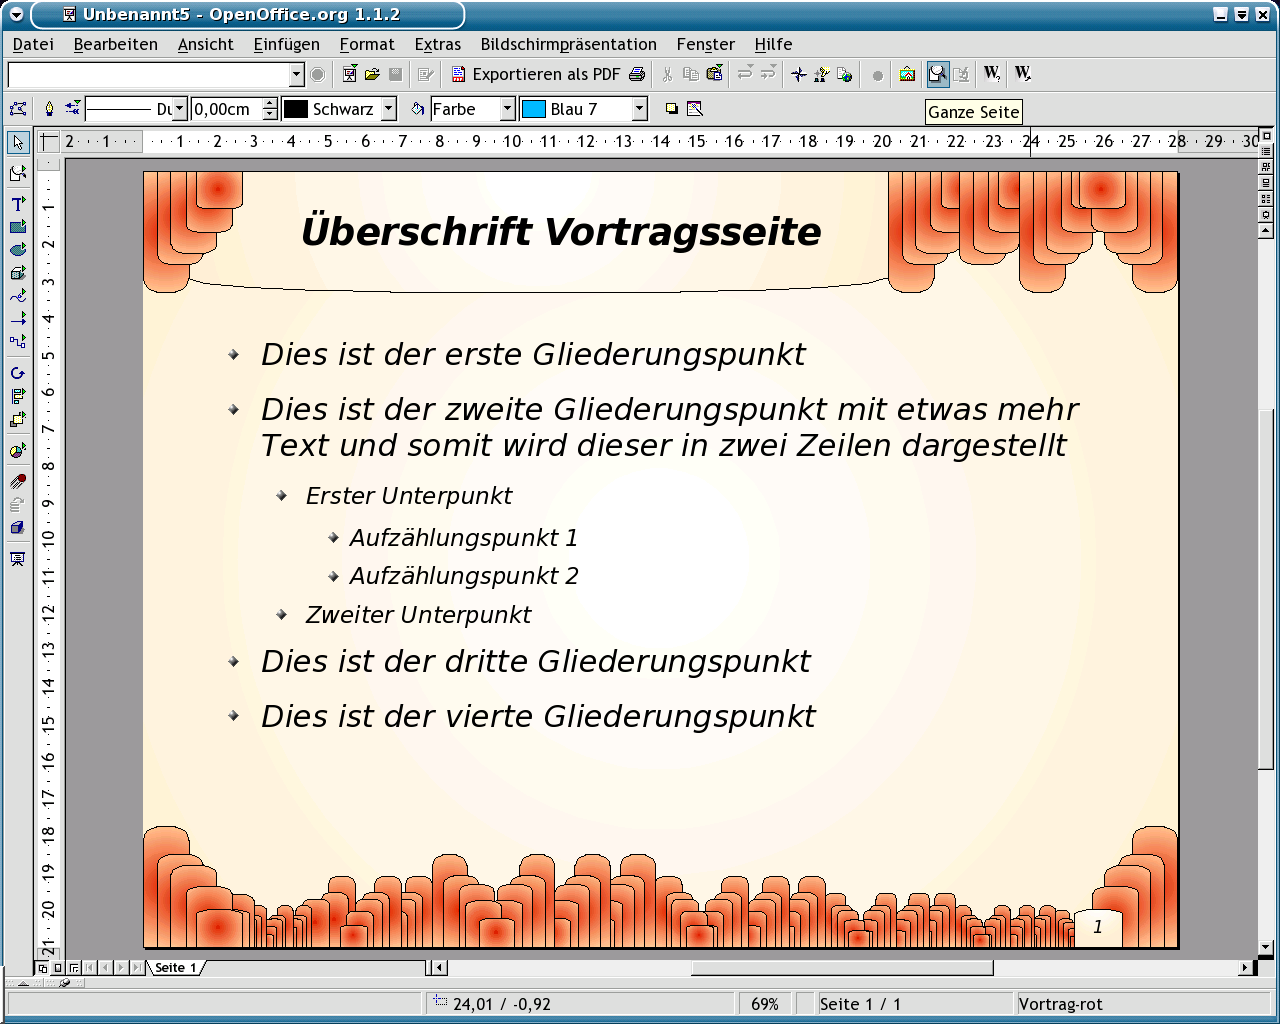 Unbenannt5 - OpenOffice.org 1.1.2
Datei Bearbeiten Ansicht Einfügen Format Extras Bildschirmpräsentation Fenster Hilfe
Exportieren als PDF
0,00cm Schwarz Farbe Blau 7
Ganze Seite
2 1 1 2 3 4 5 6 7 8 9 10 11 12 13 14 15 16 17 18 19 20 21 22 23 24 25 26 27 28 29 30
1
2
3
4
5
6
7
8
9
10
11
12
13
14
15
16
17
18
19
20
21
Überschrift Vortragsseite
Dies ist der erste Gliederungspunkt
Dies ist der zweite Gliederungspunkt mit etwas mehr
Text und somit wird dieser in zwei Zeilen dargestellt
Erster Unterpunkt
Aufzählungspunkt 1
Aufzählungspunkt 2
Zweiter Unterpunkt
Dies ist der dritte Gliederungspunkt
Dies ist der vierte Gliederungspunkt
1
Seite 1
24,01 / -0,92 69% Seite 1 / 1 Vortrag-rot